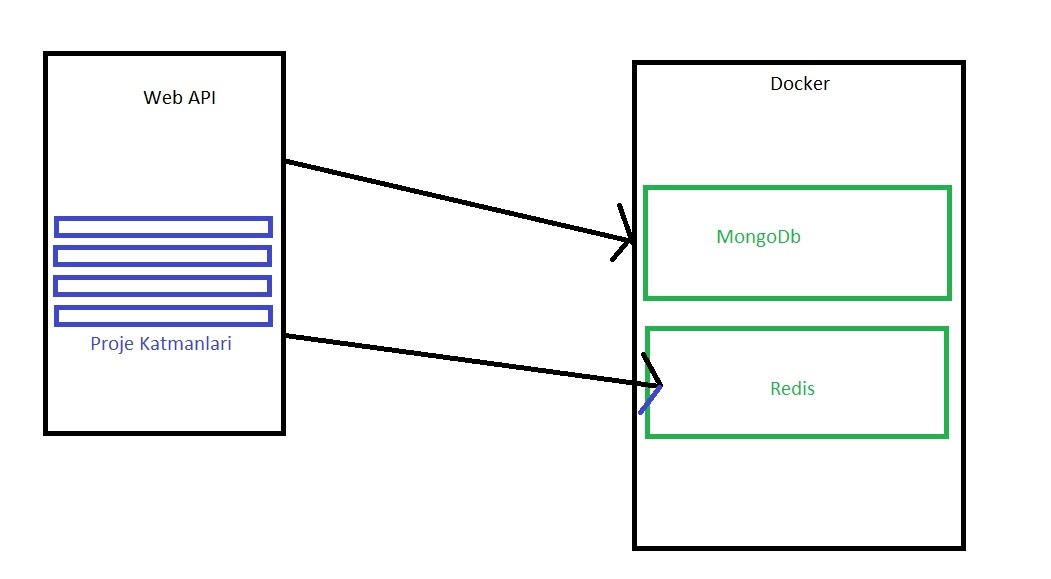 Web API
Proje Katmanlari
Docker
MongoDb
Redis